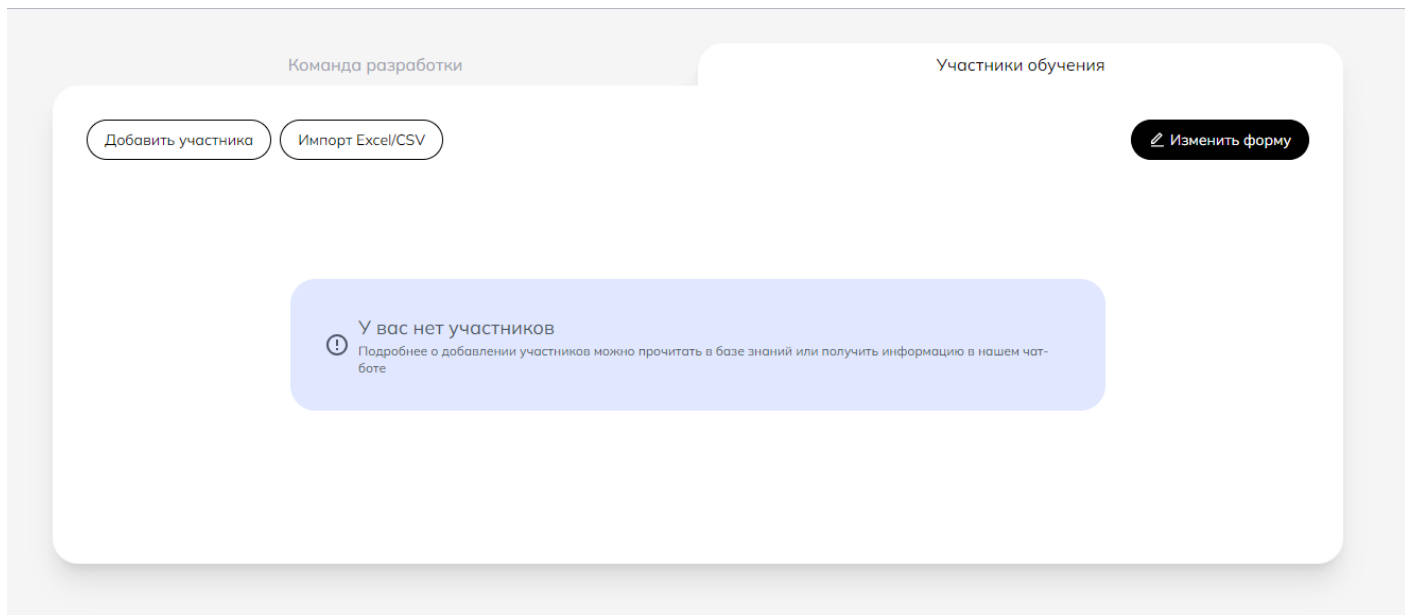 Команда разработки
Участники обучения
Добавить участника
Импорт Excel/CSV
Изменить форму
У вас нет участников
Подробнее о добавлении участников можно прочитать в базе знаний или получить информацию в нашем чат-
боте